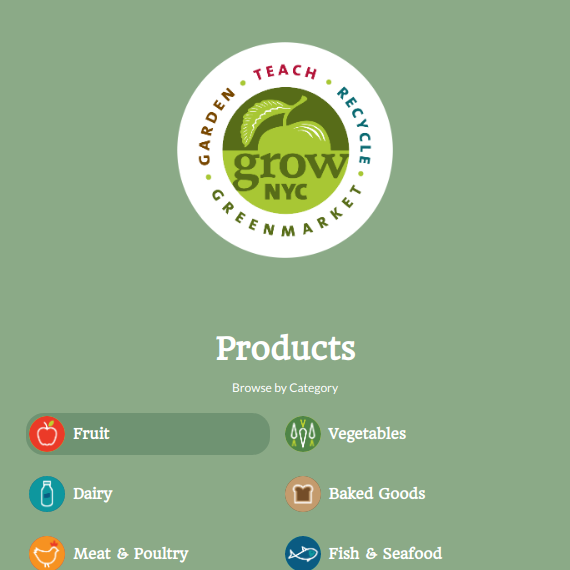 GARDEN • TEACH • RECYCLE • GREENMARKET •
grow
NYC
Products
Browse by Category
Fruit
Vegetables
Dairy
Baked Goods
Meat & Poultry
Fish & Seafood